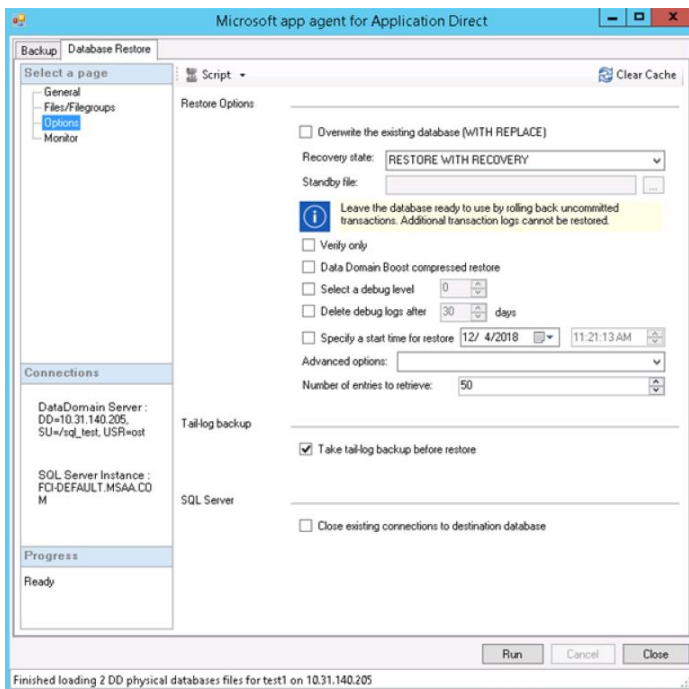 Microsoft app agent for Application Direct
Backup Database Restore
Select a page
General
Files/Filegroups
Options
Monitor
Script
Clear Cache
Restore Options
Overwrite the existing database (WITH REPLACE)
Recovery state: RESTORE WITH RECOVERY
Standby file: ...
Leave the database ready to use by rolling back uncommitted
transactions. Additional transaction logs cannot be restored.
Verify only
Data Domain Boost compressed restore
Select a debug level 0
Delete debug logs after 30 days
Specify a start time for restore 12/ 4/2018 11:21:13 AM
Advanced options:
Number of entries to retrieve: 50
Tail-log backup
Take tail-log backup before restore
SQL Server
Close existing connections to destination database
Connections
DataDomain Server :
DD=10.31.140.205,
SU=/sql_test, USR=ost
SQL Server Instance :
FCI-DEFAULT.MSAA.CO
M
Progress
Ready
Run Cancel Close
Finished loading 2 DD physical databases files for test1 on 10.31.140.205